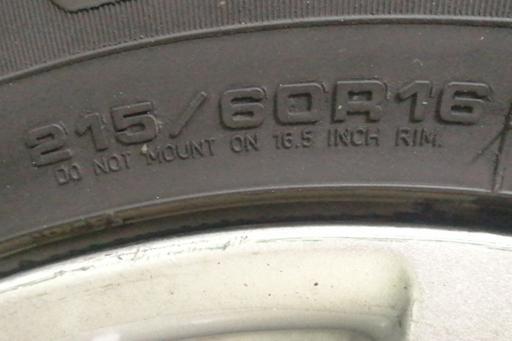 215/60R16
DO NOT MOUNT ON 16.5 INCH RIM.